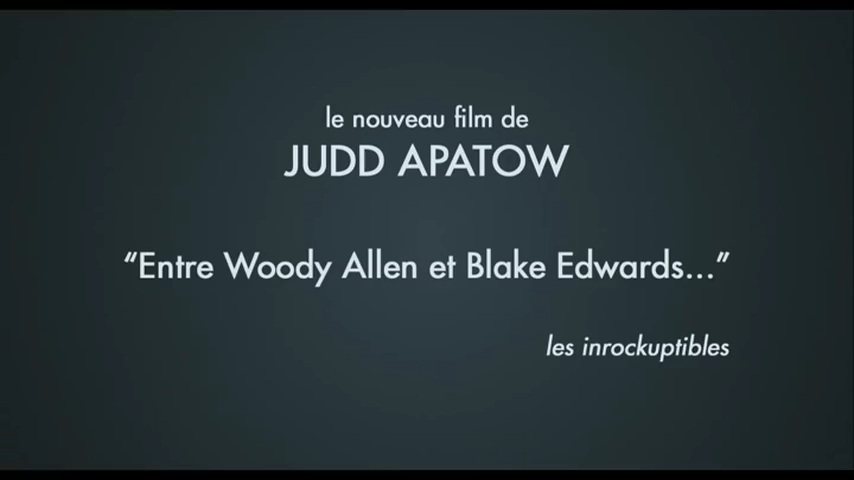 le nouveau film de
JUDD APATOW
“Entre Woody Allen et Blake Edwards...”
les inrockuptibles